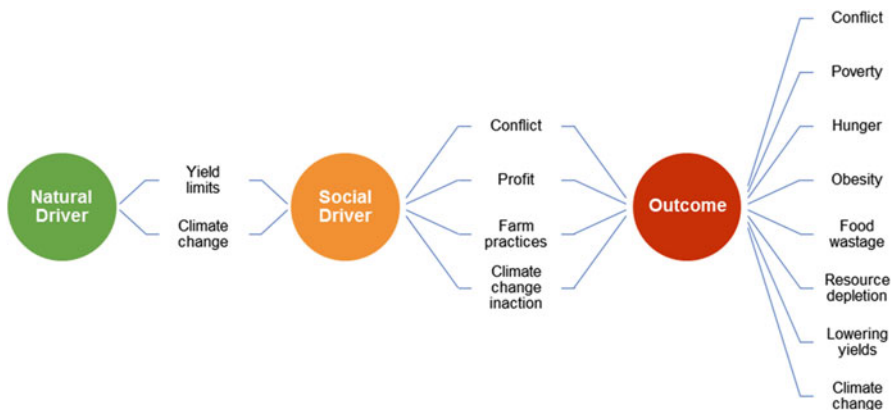 Natural
Driver
Yield
limits
Climate
change
Social
Driver
Conflict
Profit
Farm
practices
Climate
change
inaction
Outcome
Conflict
Poverty
Hunger
Obesity
Food
wastage
Resource
depletion
Lowering
yields
Climate
change